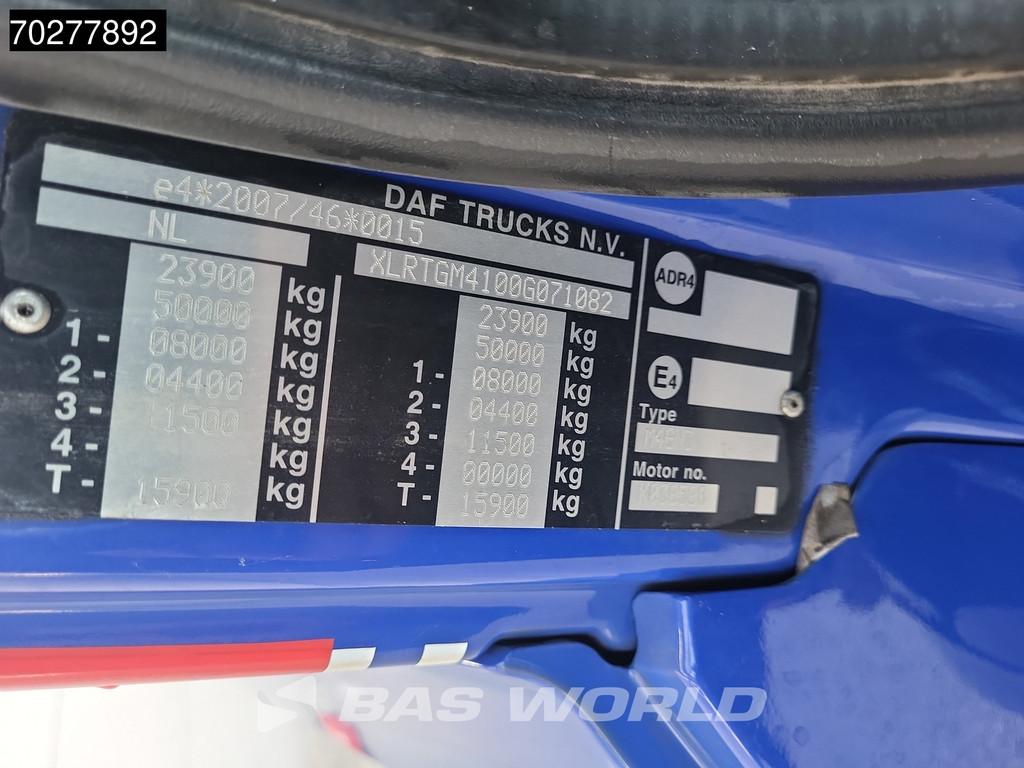 70277892
DAF TRUCKS N.V.
e4*2007/46*0015
NL
XLRTGM4100G071082
23900 kg
50000 kg
1 - 08000 kg
2 - 04400 kg
3 - 11500 kg
4 - kg
T - 15900 kg
23900 kg
50000 kg
1 - 08000 kg
2 - 04400 kg
3 - 11500 kg
4 - 00000 kg
T - 15900 kg
ADR4
E4
Type
Motor no.
BAS WORLD